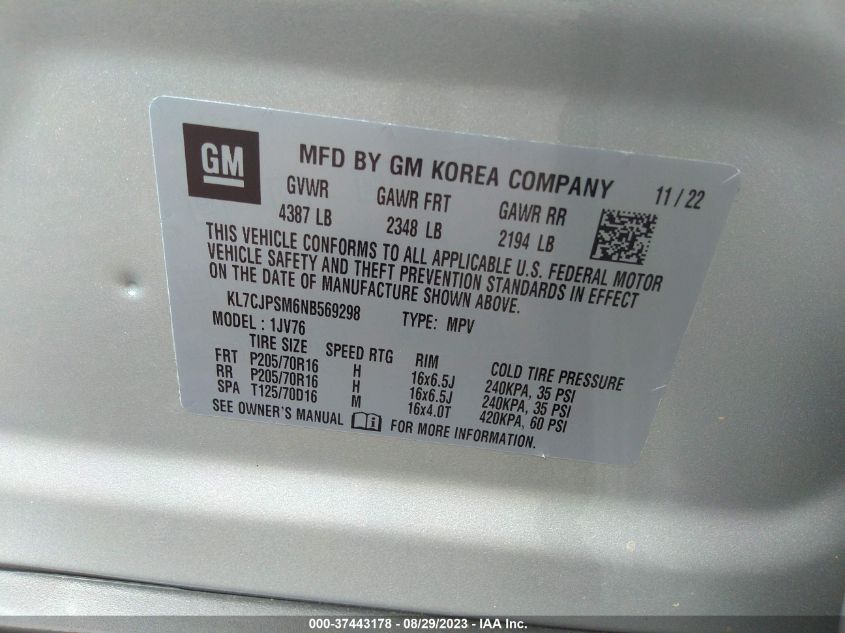 GM
MFD BY GM KOREA COMPANY 11 / 22
GVWR GAWR FRT GAWR RR
4387 LB 2348 LB 2194 LB
THIS VEHICLE CONFORMS TO ALL APPLICABLE U.S. FEDERAL MOTOR
VEHICLE SAFETY AND THEFT PREVENTION STANDARDS IN EFFECT
ON THE DATE OF MANUFACTURE SHOWN ABOVE.
KL7CJPSM6NB569298 TYPE: MPV
MODEL : 1JV76
TIRE SIZE SPEED RTG RIM COLD TIRE PRESSURE
FRT P205/70R16 H 16x6.5J 240KPA, 35 PSI
RR P205/70R16 H 16x6.5J 240KPA, 35 PSI
SPA T125/70D16 M 16x4.0T 420KPA, 60 PSI
SEE OWNER'S MANUAL FOR MORE INFORMATION.
000-37443178 - 08/29/2023 - IAA Inc.